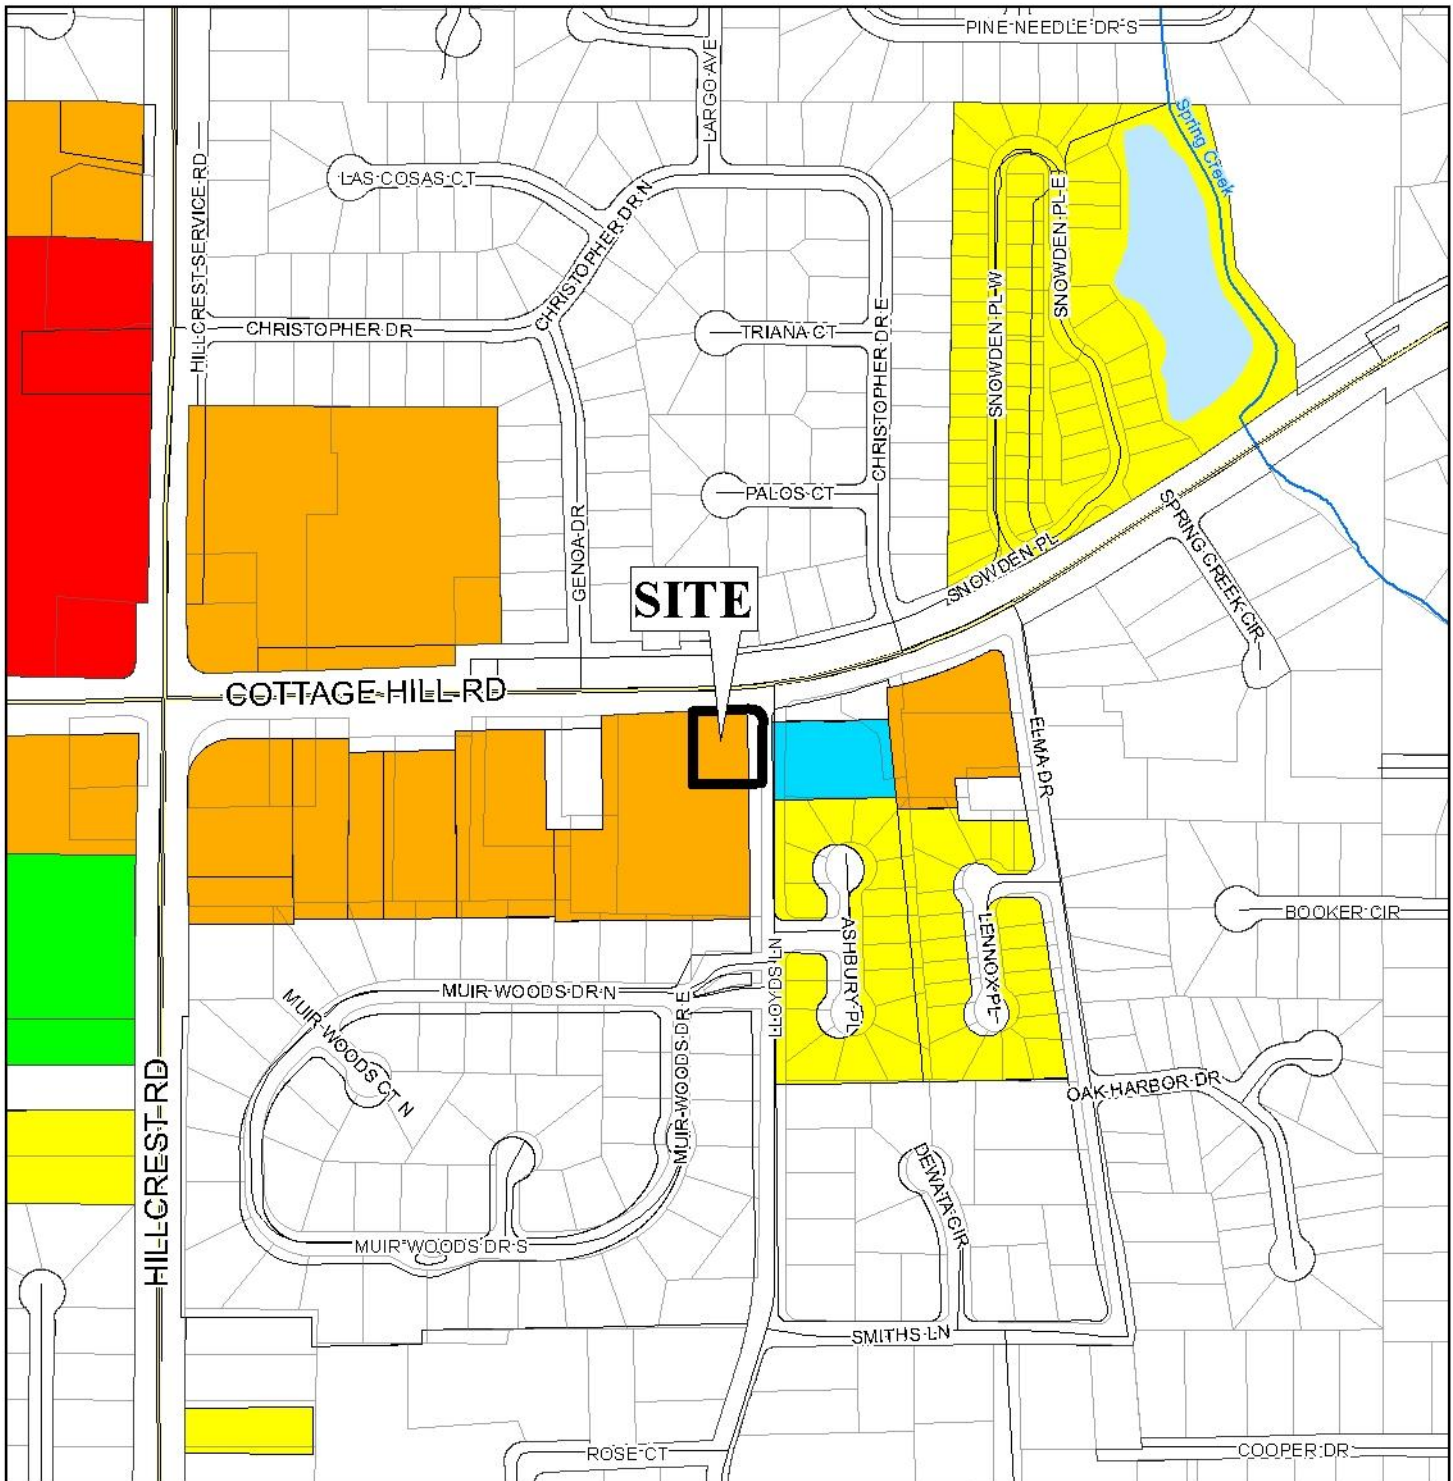 PINE NEEDLE DR S
LARGO AVE
Spring Creek
HILLCREST SERVICE RD
LAS COSAS CT
CHRISTOPHER DR N
SNOWDEN PL E
SNOWDEN PL W
CHRISTOPHER DR
TRIANA CT
CHRISTOPHER DR E
PALOS CT
GENOA DR
SPRING CREEK CIR
SNOWDEN PL
SITE
COTTAGE HILL RD
ELMA DR
BOOKER CIR
ASHBURY PL
LENNOX PL
LLOYDS LN
MUIR WOODS DR N
MUIR WOODS DR E
MUIR WOODS CT N
OAK HARBOR DR
HILLCREST RD
DEWATA CIR
MUIR WOODS DR S
SMITHS LN
ROSE CT
COOPER DR